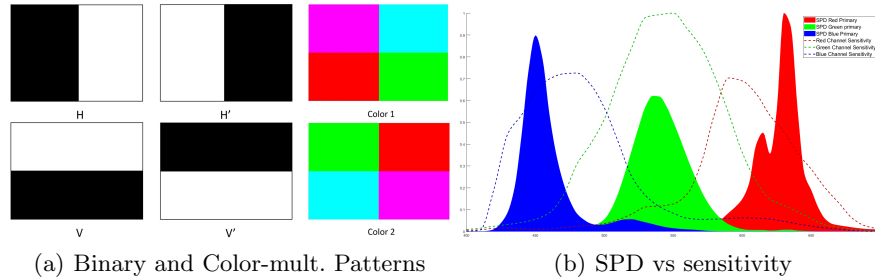 H
H'
Color 1
V
V'
Color 2
(a) Binary and Color-mult. Patterns
SPD Red Primary
SPD Green primary
SPD Blue Primary
Red Channel Sensitivity
Green Channel Sensitivity
Blue Channel Sensitivity
(b) SPD vs sensitivity